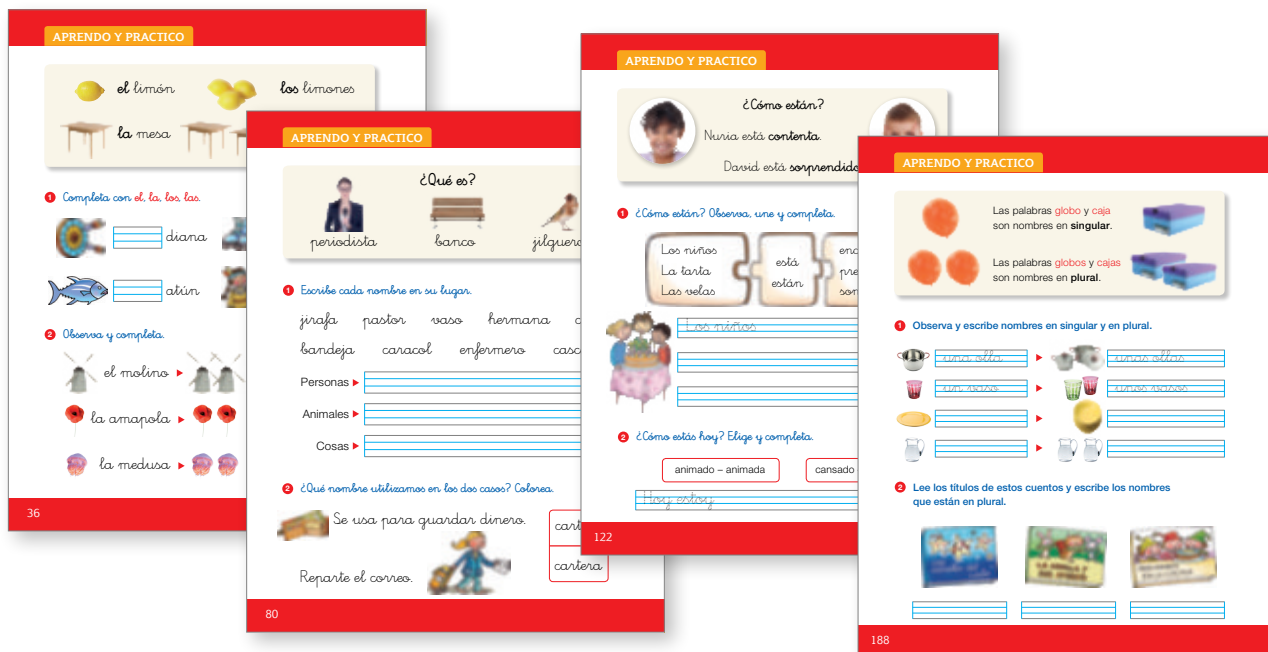 APRENDO Y PRACTICO
el limón
los limones
la mesa
1 Completa con el, la, los, las.
diana
atún
2 Observa y completa.
el molino
la amapola
la medusa
36
APRENDO Y PRACTICO
¿Qué es?
periodista
banco
jilguero
1 Escribe cada nombre en su lugar.
jirafa pastor vaso hermana
bandeja caracol enfermero casc
Personas
Animales
Cosas
2 ¿Qué nombre utilizamos en los dos casos? Colorea.
Se usa para guardar dinero.
cart
Reparte el correo.
cartera
80
APRENDO Y PRACTICO
¿Cómo están?
Nuria está contenta.
David está sorprendido
1 ¿Cómo están? Observa, une y completa.
Los niños
La tarta
Las velas
está
están
enc
pre
son
Los niños
2 ¿Cómo estás hoy? Elige y completa.
animado – animada
cansado
Hoy estoy
122
APRENDO Y PRACTICO
Las palabras globo y caja
son nombres en singular.
Las palabras globos y cajas
son nombres en plural.
1 Observa y escribe nombres en singular y en plural.
una olla
unas ollas
un vaso
unos vasos
2 Lee los títulos de estos cuentos y escribe los nombres
que están en plural.
188